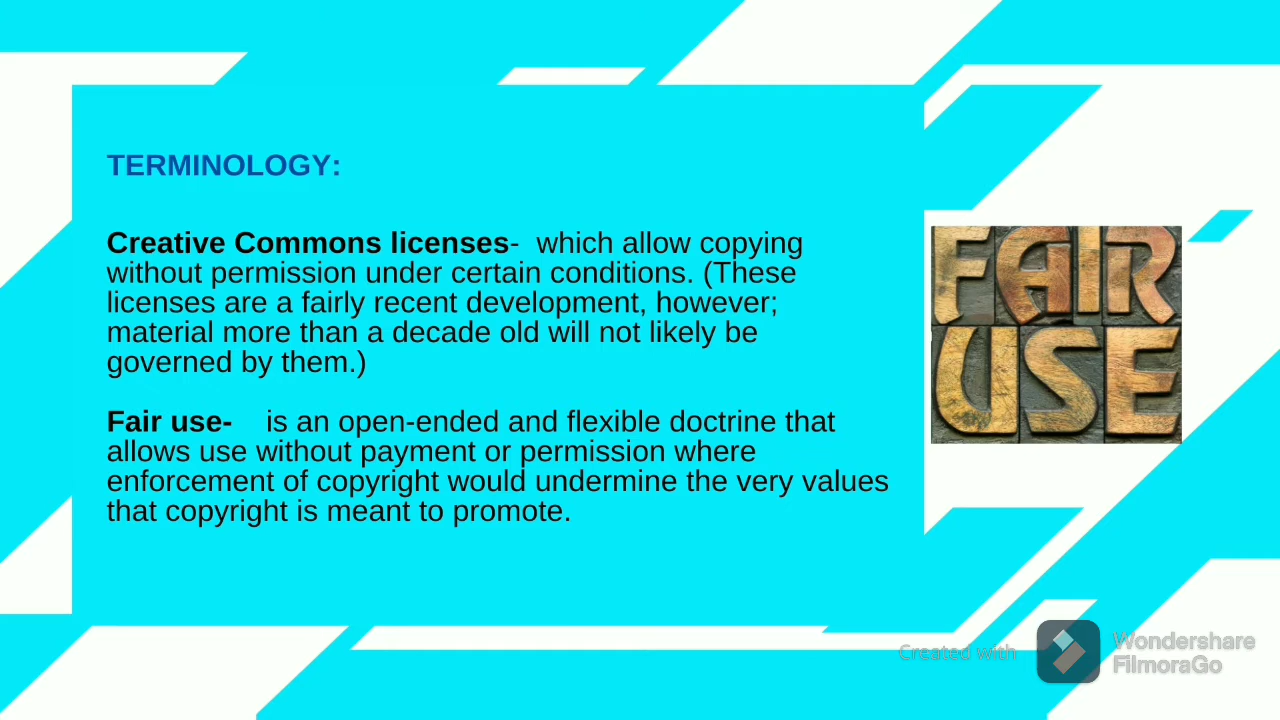 TERMINOLOGY:
Creative Commons licenses-  which allow copying
without permission under certain conditions. (These
licenses are a fairly recent development, however;
material more than a decade old will not likely be
governed by them.)
Fair use-    is an open-ended and flexible doctrine that
allows use without payment or permission where
enforcement of copyright would undermine the very values
that copyright is meant to promote.
FAIR
USE
Created with
Wondershare
FilmoraGo